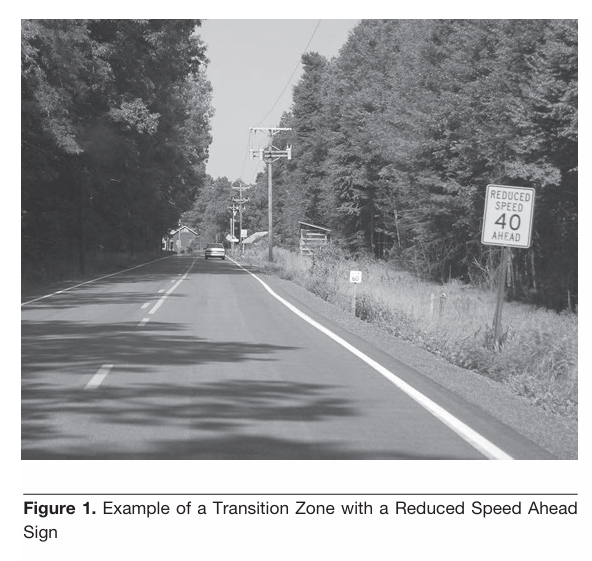 REDUCED
SPEED
40
AHEAD
Figure 1. Example of a Transition Zone with a Reduced Speed Ahead
Sign